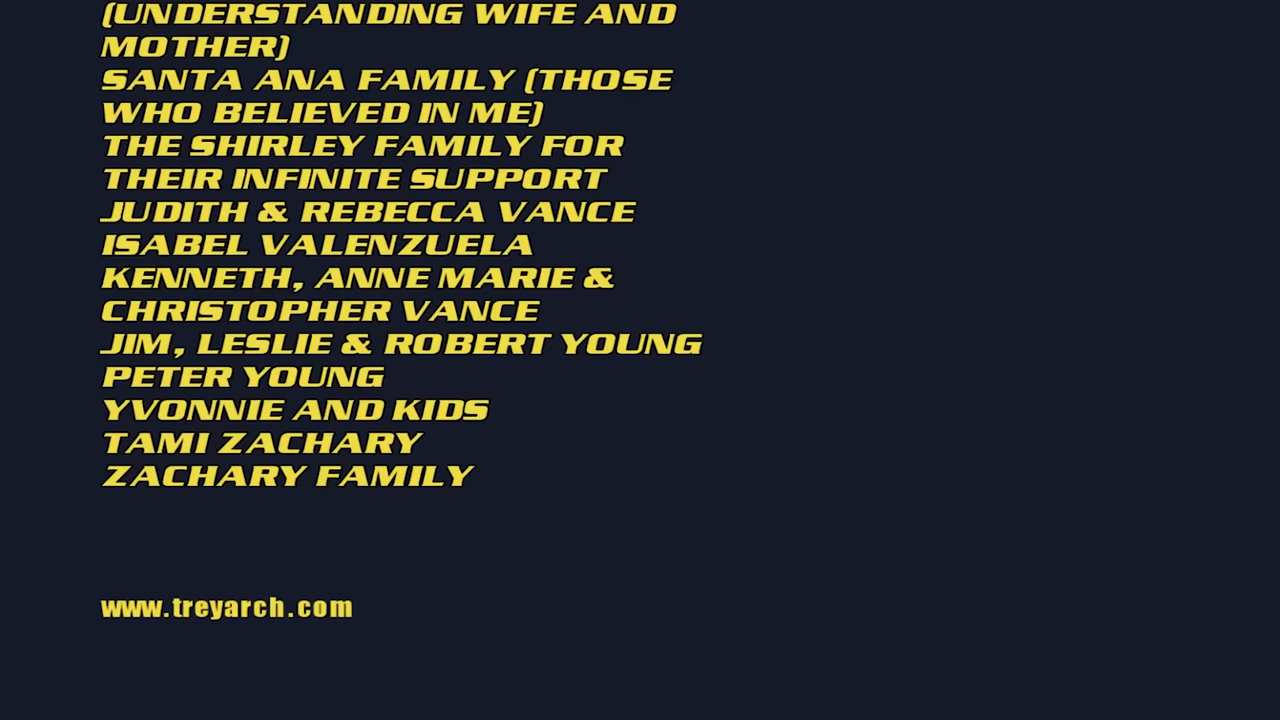 (UNDERSTANDING WIFE AND
MOTHER)
SANTA ANA FAMILY (THOSE
WHO BELIEVED IN ME)
THE SHIRLEY FAMILY FOR
THEIR INFINITE SUPPORT
JUDITH & REBECCA VANCE
ISABEL VALENZUELA
KENNETH, ANNE MARIE &
CHRISTOPHER VANCE
JIM, LESLIE & ROBERT YOUNG
PETER YOUNG
YVONNIE AND KIDS
TAMI ZACHARY
ZACHARY FAMILY
www.treyarch.com